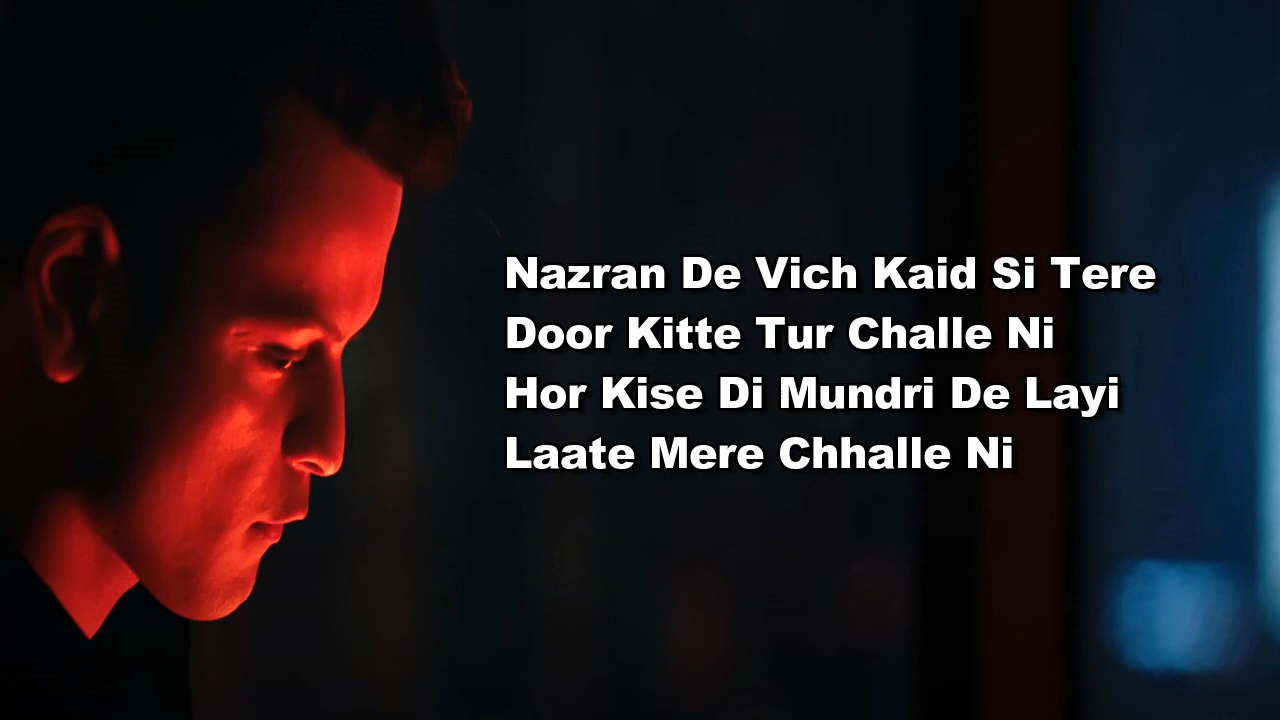 Nazran De Vich Kaid Si Tere
Door Kitte Tur Challe Ni
Hor Kise Di Mundri De Layi
Laate Mere Chhalle Ni